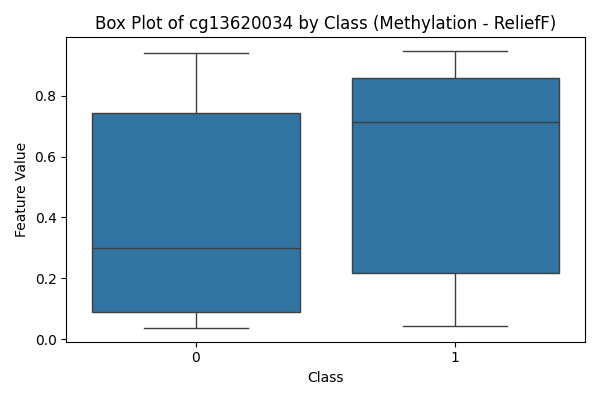 Box Plot of cg13620034 by Class (Methylation - ReliefF)
Feature Value
0.8
0.6
0.4
0.2
0.0
0 1
Class